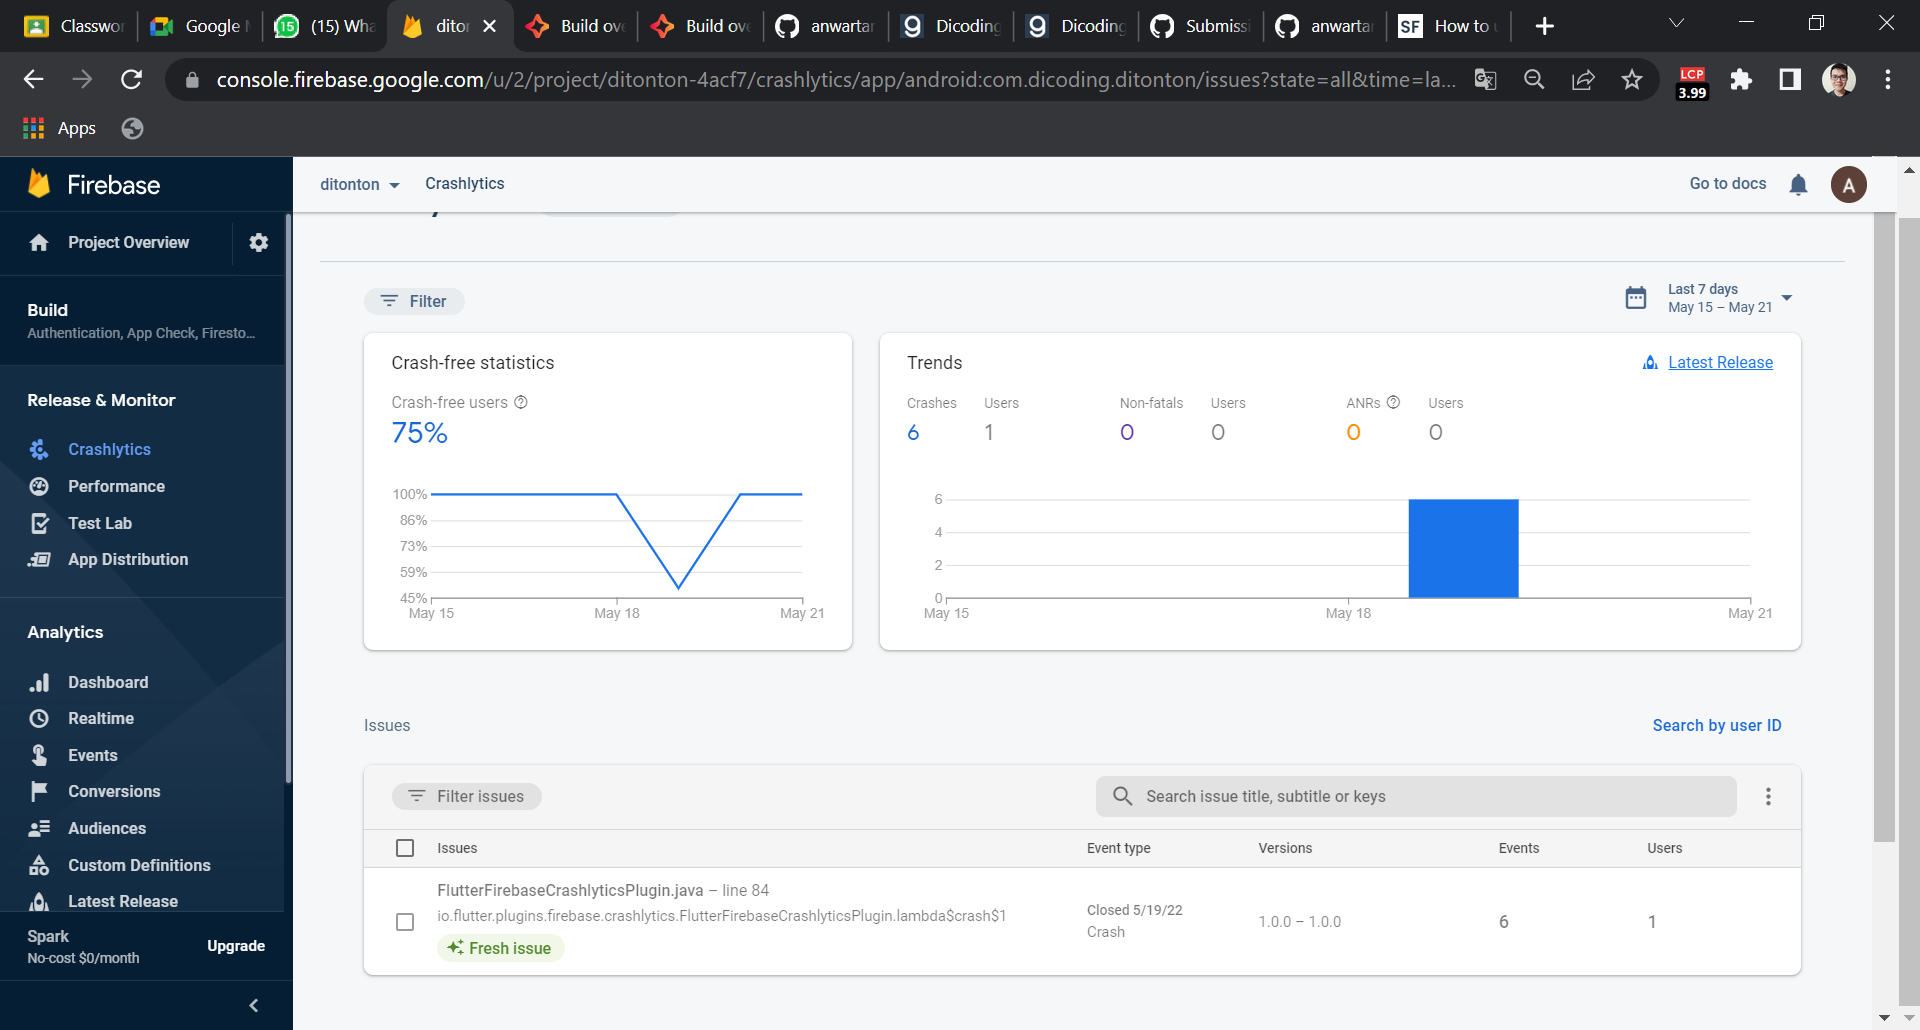 Classwor
Google M
(15) Wha
ditor
Build ove
Build ove
anwartar
Dicoding
Dicoding
Submissi
anwarta
SF How to u
console.firebase.google.com/u/2/project/ditonton-4acf7/crashlytics/app/android:com.dicoding.ditonton/issues?state=all&time=la...
LCP
3.99
Apps
Firebase
ditonton
Crashlytics
Go to docs
A
Project Overview
Build
Authentication, App Check, Firesto...
Release & Monitor
Crashlytics
Performance
Test Lab
App Distribution
Analytics
Dashboard
Realtime
Events
Conversions
Audiences
Custom Definitions
Latest Release
Spark
No-cost $0/month
Upgrade
Filter
Last 7 days
May 15 – May 21
Crash-free statistics
Crash-free users
75%
100%
86%
73%
59%
45%
May 15
May 18
May 21
Trends
Latest Release
Crashes Users Non-fatals Users ANRs Users
6 1 0 0 0 0
6
4
2
0
May 15
May 18
May 21
Issues
Search by user ID
Filter issues
Search issue title, subtitle or keys
Issues Event type Versions Events Users
FlutterFirebaseCrashlyticsPlugin.java – line 84
io.flutter.plugins.firebase.crashlytics.FlutterFirebaseCrashlyticsPlugin.lambda$crash$1
Fresh issue
Closed 5/19/22
Crash
1.0.0 – 1.0.0
6
1